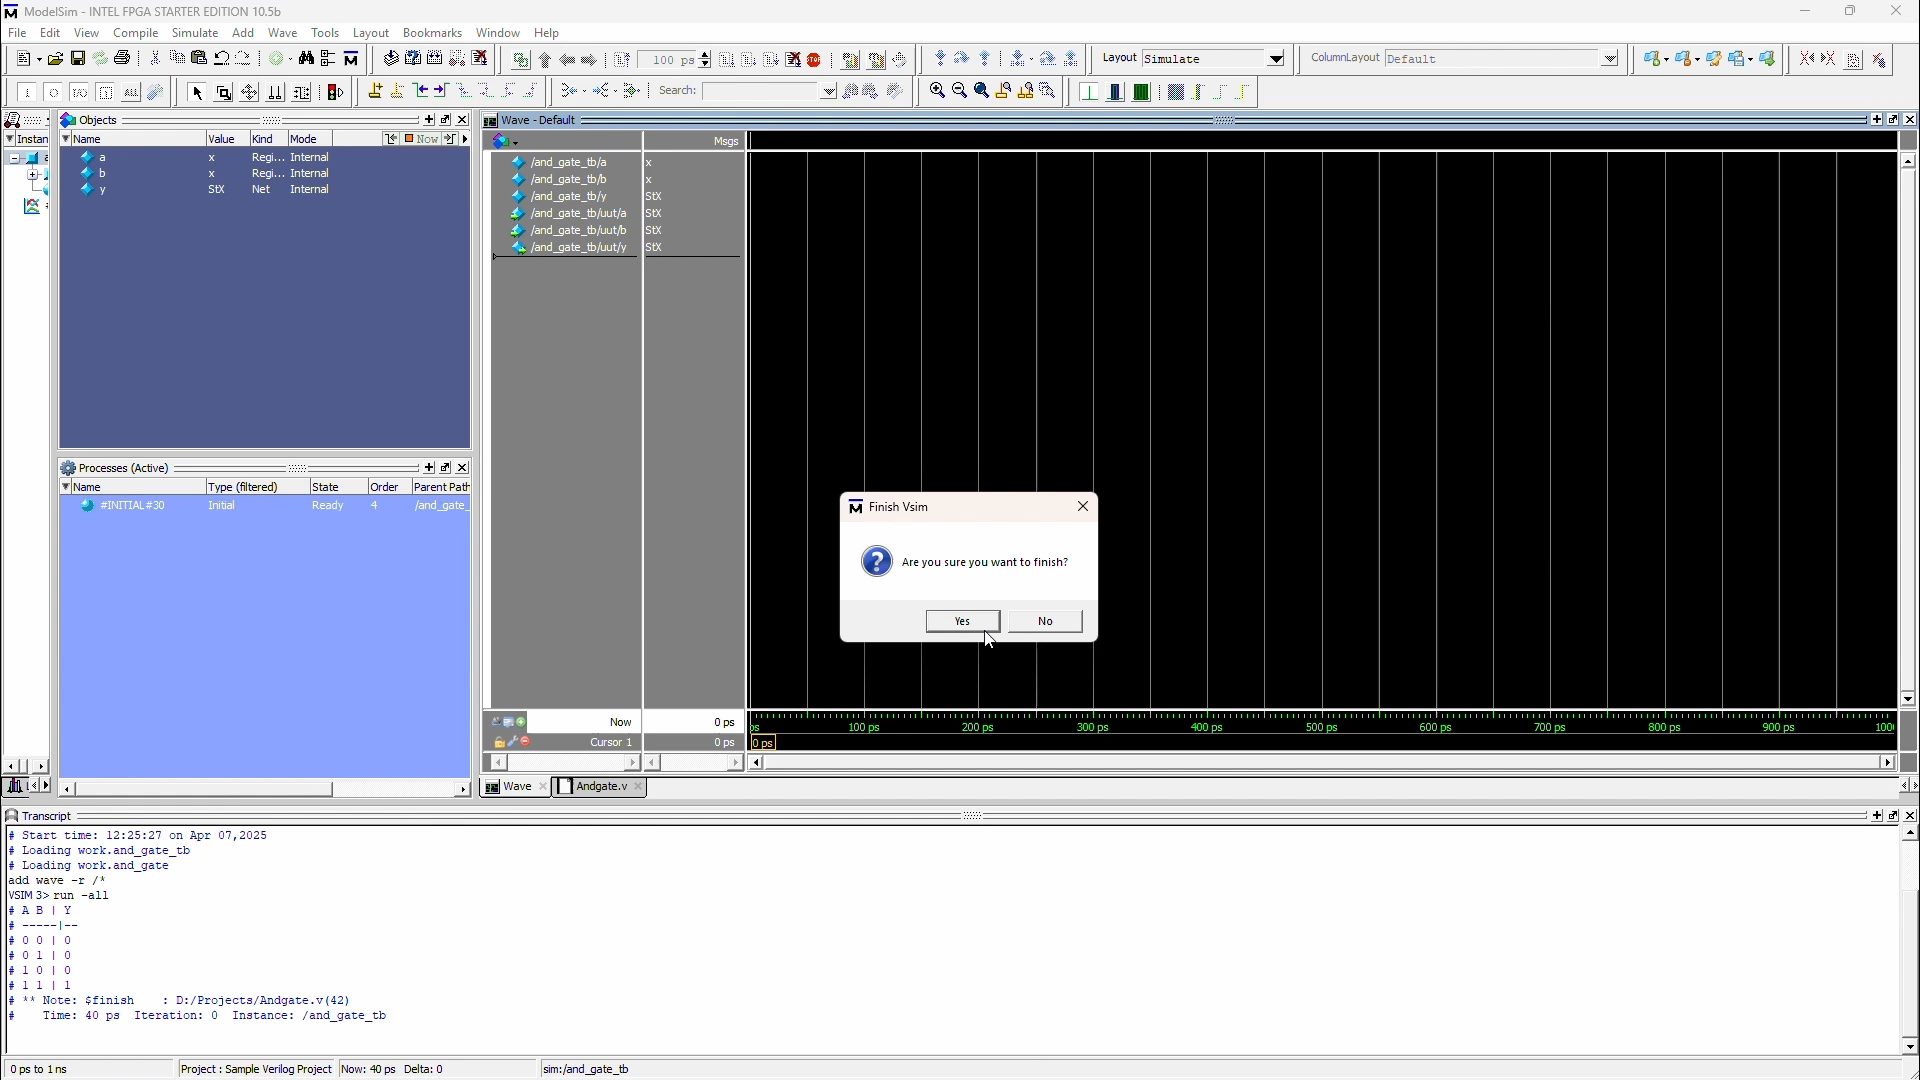 ModelSim - INTEL FPGA STARTER EDITION 10.5b
File Edit View Compile Simulate Add Wave Tools Layout Bookmarks Window Help
100 ps
Layout Simulate
ColumnLayout Default
Search:
Instan
Objects
Name Value Kind Mode Now
a x Regi... Internal
b x Regi... Internal
y StX Net Internal
Processes (Active)
Name Type (filtered) State Order Parent Path
#INITIAL#30 Initial Ready 4 /and_gate_
Wave - Default
Msgs
/and_gate_tb/a x
/and_gate_tb/b x
/and_gate_tb/y StX
/and_gate_tb/uut/a StX
/and_gate_tb/uut/b StX
/and_gate_tb/uut/y StX
Finish Vsim
Are you sure you want to finish?
Yes No
Now 0 ps
ps 100 ps 200 ps 300 ps 400 ps 500 ps 600 ps 700 ps 800 ps 900 ps 100
Cursor 1 0 ps
0 ps
Wave Andgate.v
Transcript
# Start time: 12:25:27 on Apr 07,2025
# Loading work.and_gate_tb
# Loading work.and_gate
add wave -r /*
VSIM 3> run -all
# A B | Y
# -----|--
# 0 0 | 0
# 0 1 | 0
# 1 0 | 0
# 1 1 | 1
# ** Note: $finish : D:/Projects/Andgate.v(42)
# Time: 40 ps Iteration: 0 Instance: /and_gate_tb
0 ps to 1 ns
Project : Sample Verilog Project
Now: 40 ps Delta: 0
sim:/and_gate_tb